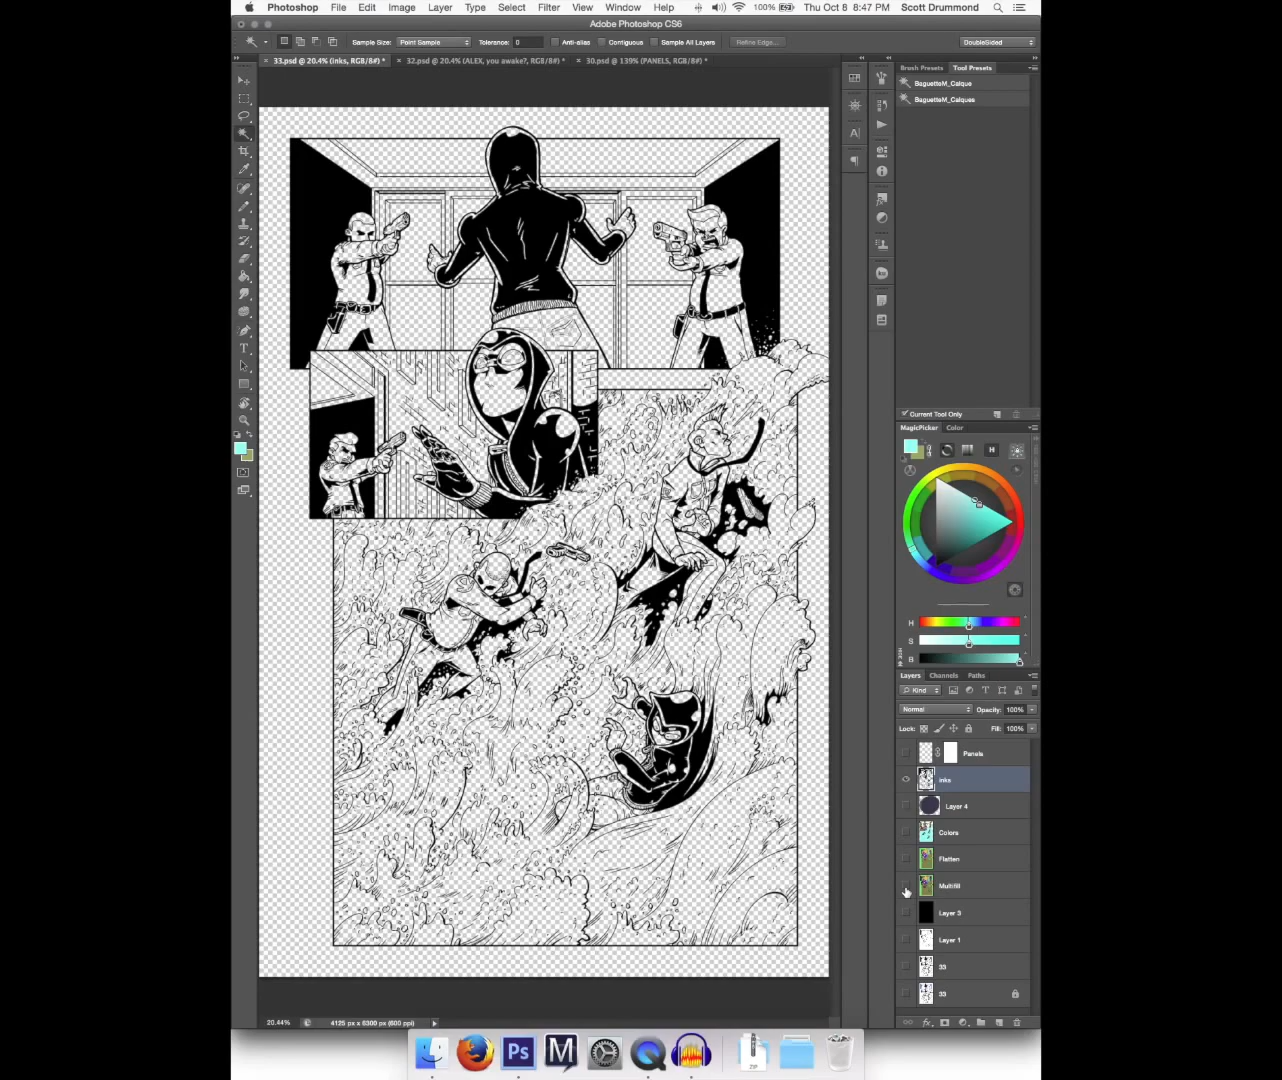 Photoshop File Edit Image Layer Type Select Filter View Window Help 100% Thu Oct 8 8:47 PM Scott Drummond
Adobe Photoshop CS6
Sample Size: Point Sample Tolerance: 0 Anti-alias Contiguous Sample All Layers Refine Edge... DoubleSided
× 33.psd @ 20.4% (inks, RGB/8#) * × 32.psd @ 20.4% (ALEX, you awake?, RGB/8#) * × 30.psd @ 139% (PANELS, RGB/8#) *
Brush Presets Tool Presets
BaguetteM_Calque
BaguetteM_Calques
Current Tool Only
MagicPicker Color
H
H
S
B
Layers Channels Paths
Kind
Normal Opacity: 100%
Lock: Fill: 100%
Panels
inks
Layer 4
Colors
Flatten
Multifill
Layer 3
Layer 1
33
33
20.44% 4125 px x 6300 px (600 ppi)
Ps M
ZIP